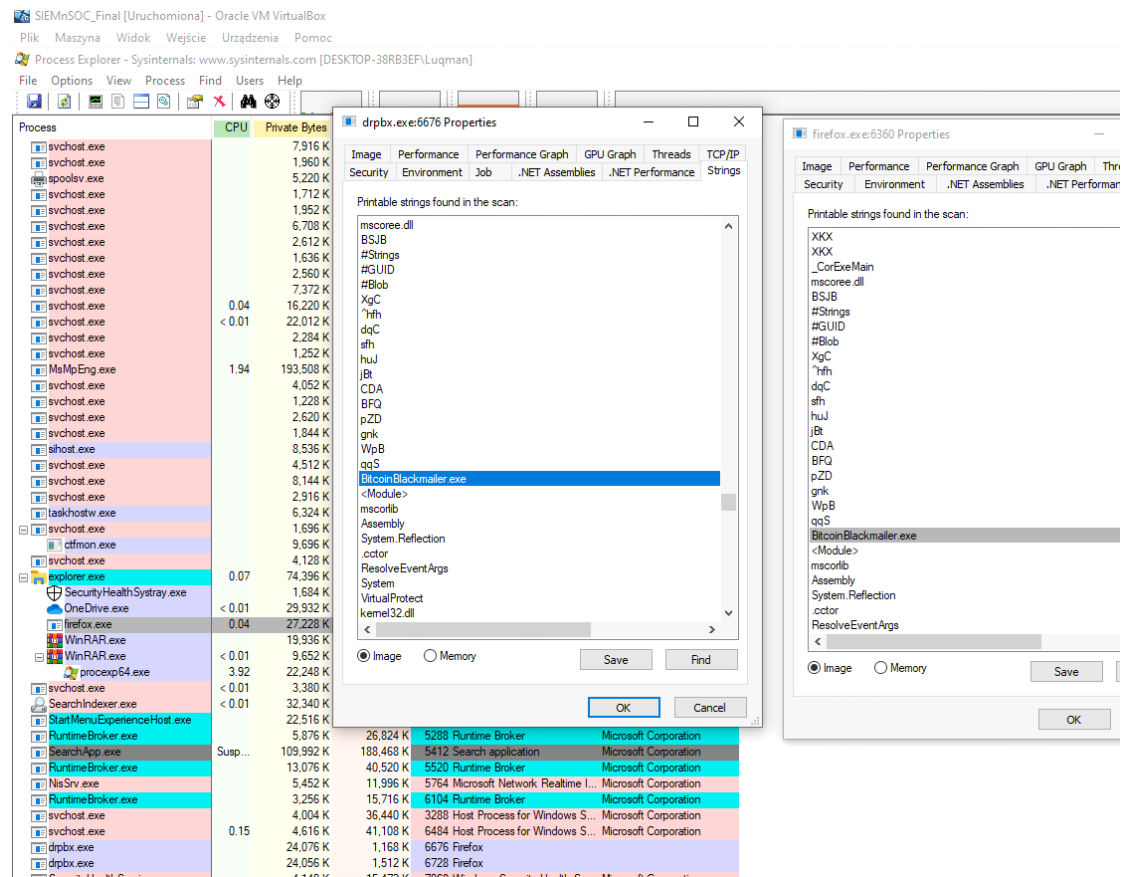 SIEMnSOC_Final [Uruchomiona] - Oracle VM VirtualBox
Plik Maszyna Widok Wejście Urządzenia Pomoc
Process Explorer - Sysinternals: www.sysinternals.com [DESKTOP-38RB3EF\Luqman]
File Options View Process Find Users Help
Process CPU Private Bytes
svchost.exe 7,916 K
svchost.exe 1,960 K
spoolsv.exe 5,220 K
svchost.exe 1,712 K
svchost.exe 1,952 K
svchost.exe 6,708 K
svchost.exe 2,612 K
svchost.exe 1,636 K
svchost.exe 2,560 K
svchost.exe 7,372 K
svchost.exe 0.04 16,220 K
svchost.exe < 0.01 22,012 K
svchost.exe 2,284 K
svchost.exe 1,252 K
MsMpEng.exe 1.94 193,508 K
svchost.exe 4,052 K
svchost.exe 1,228 K
svchost.exe 2,620 K
svchost.exe 1,844 K
sihost.exe 8,536 K
svchost.exe 4,512 K
svchost.exe 8,144 K
svchost.exe 2,916 K
taskhostw.exe 6,324 K
svchost.exe 1,696 K
ctfmon.exe 9,696 K
svchost.exe 4,128 K
explorer.exe 0.07 74,396 K
SecurityHealthSystray.exe 1,684 K
OneDrive.exe < 0.01 29,932 K
firefox.exe 0.04 27,228 K
WinRAR.exe 19,936 K
WinRAR.exe < 0.01 9,652 K
procexp64.exe 3.92 22,248 K
svchost.exe < 0.01 3,380 K
SearchIndexer.exe < 0.01 32,340 K
StartMenuExperienceHost.exe 22,516 K
RuntimeBroker.exe 5,876 K 26,824 K 5288 Runtime Broker Microsoft Corporation
SearchApp.exe Susp... 109,992 K 188,468 K 5412 Search application Microsoft Corporation
RuntimeBroker.exe 13,076 K 40,520 K 5520 Runtime Broker Microsoft Corporation
NisSrv.exe 5,452 K 11,996 K 5764 Microsoft Network Realtime I... Microsoft Corporation
RuntimeBroker.exe 3,256 K 15,716 K 6104 Runtime Broker Microsoft Corporation
svchost.exe 4,004 K 36,440 K 3288 Host Process for Windows S... Microsoft Corporation
svchost.exe 0.15 4,616 K 41,108 K 6484 Host Process for Windows S... Microsoft Corporation
drpbx.exe 24,076 K 1,168 K 6676 Firefox
drpbx.exe 24,056 K 1,512 K 6728 Firefox
drpbx.exe:6676 Properties
Image Performance Performance Graph GPU Graph Threads TCP/IP
Security Environment Job .NET Assemblies .NET Performance Strings
Printable strings found in the scan:
mscoree.dll
BSJB
#Strings
#GUID
#Blob
XgC
^hfh
dqC
sfh
huJ
jBt
CDA
BFQ
pZD
gnk
WpB
qqS
BitcoinBlackmailer.exe
<Module>
mscorlib
Assembly
System.Reflection
.cctor
ResolveEventArgs
System
VirtualProtect
kernel32.dll
Image Memory Save Find
OK Cancel
firefox.exe:6360 Properties
Image Performance Performance Graph GPU Graph
Security Environment .NET Assemblies
Printable strings found in the scan:
XKX
XKX
_CorExeMain
mscoree.dll
BSJB
#Strings
#GUID
#Blob
XgC
^hfh
dqC
sfh
huJ
jBt
CDA
BFQ
pZD
gnk
WpB
qqS
BitcoinBlackmailer.exe
<Module>
mscorlib
Assembly
System.Reflection
.cctor
ResolveEventArgs
Image Memory Save
OK